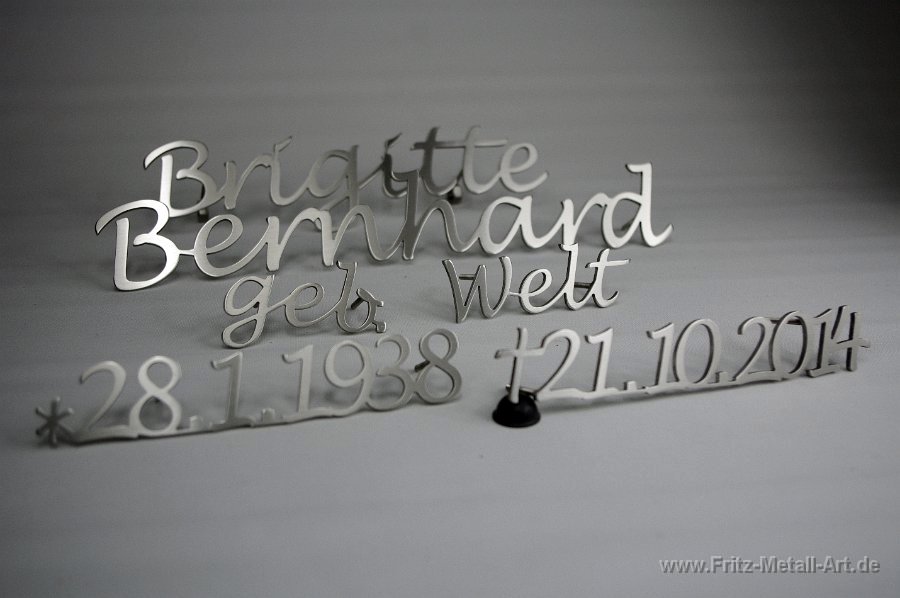 Brigitte
Bernhard
geb. Welt
*28.1.1938 †21.10.2014
www.Fritz-Metall-Art.de